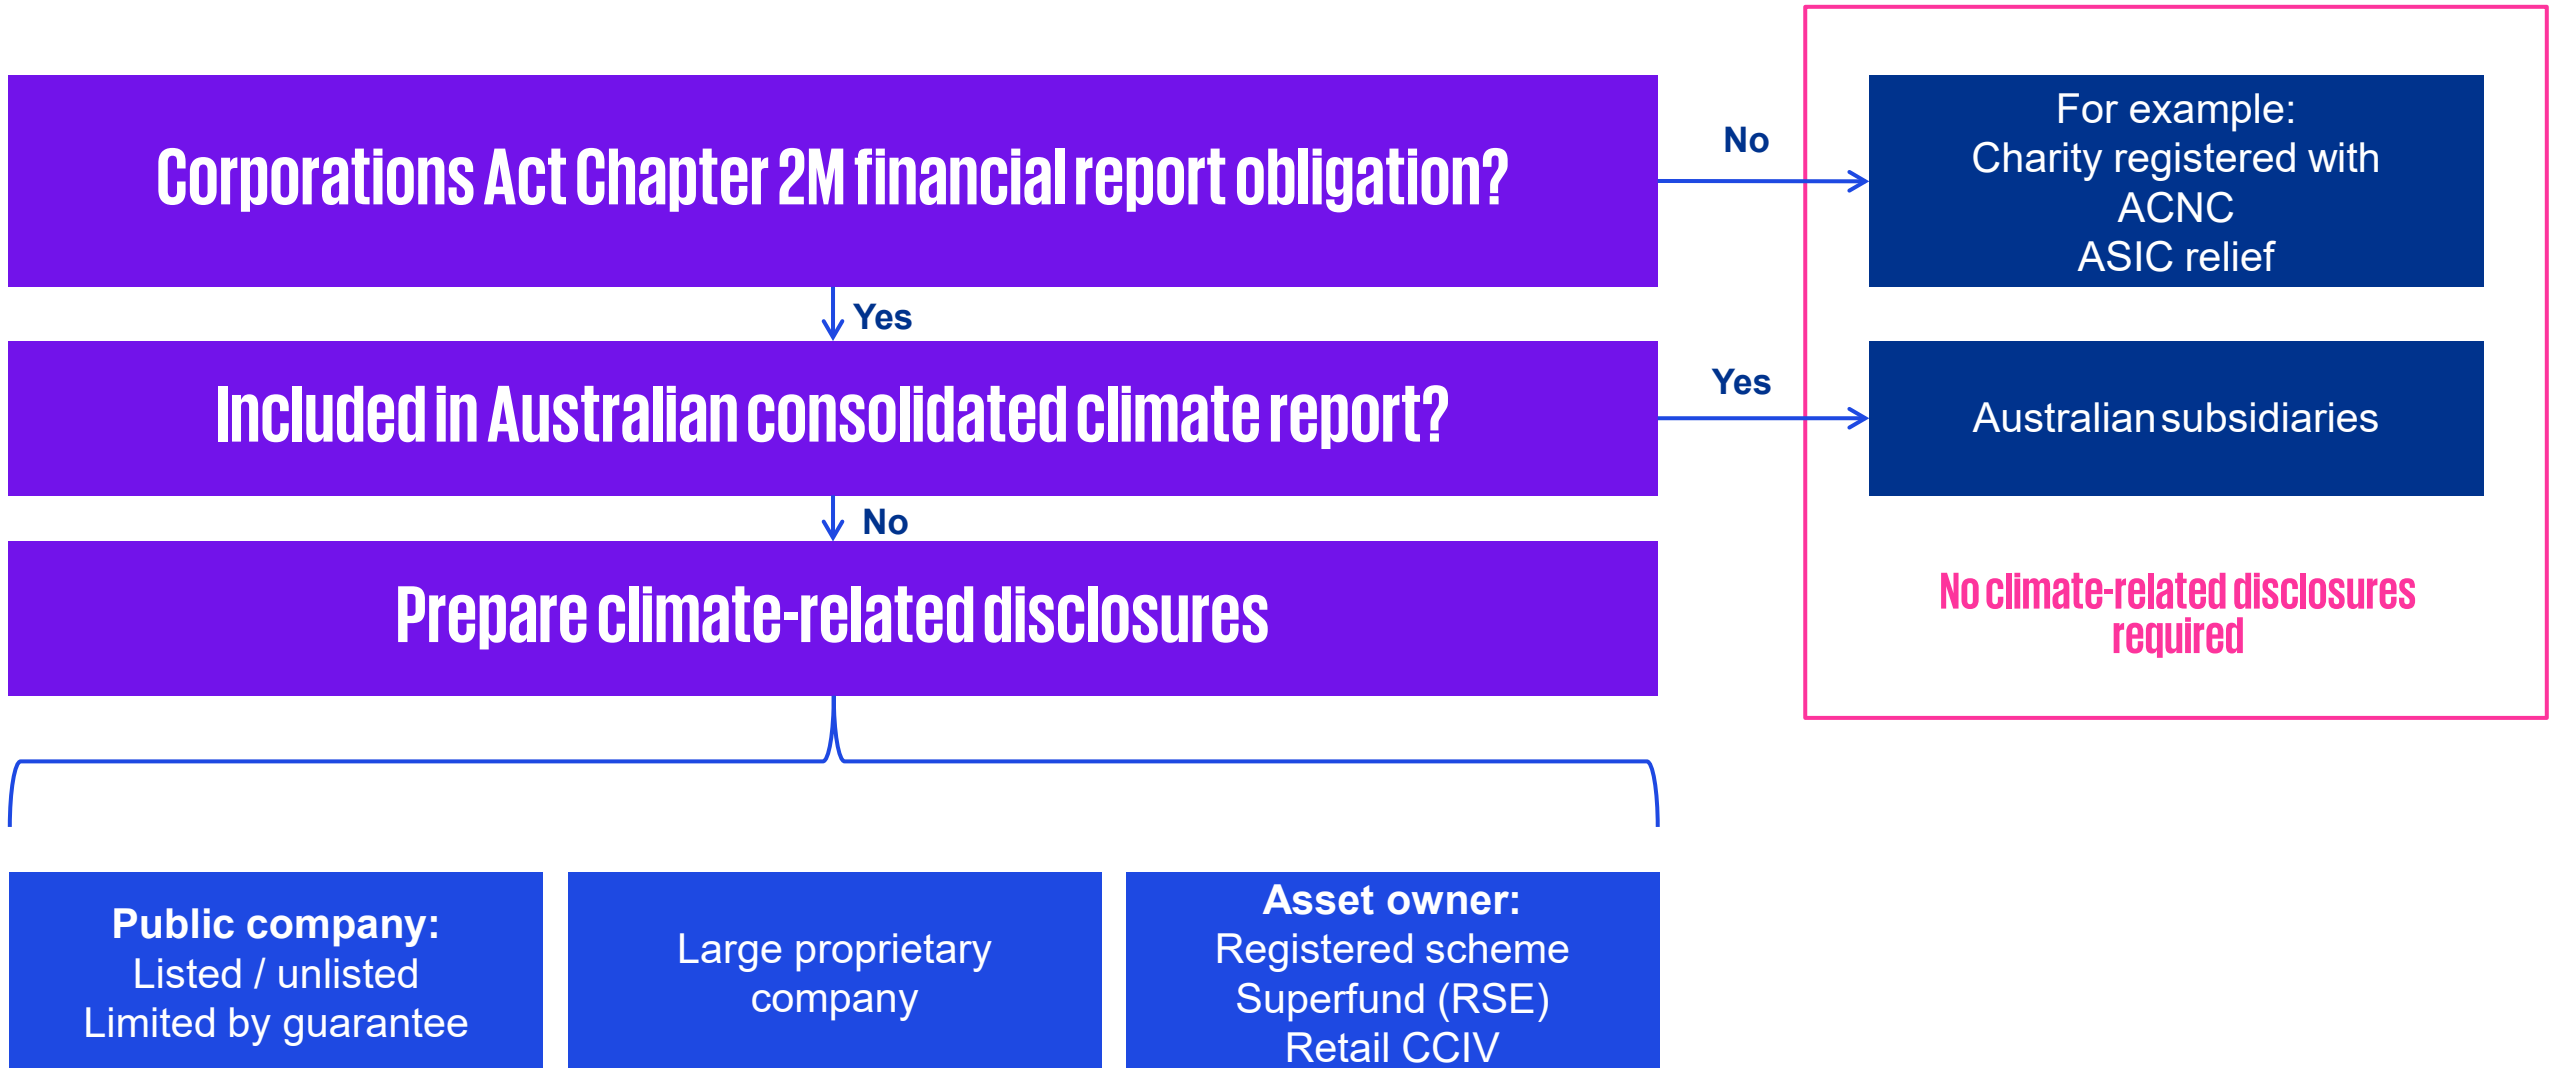 Corporations Act Chapter 2M financial report obligation?
No
For example:
Charity registered with
ACNC
ASIC relief
Yes
Included in Australian consolidated climate report?
Yes
Australian subsidiaries
No
Prepare climate-related disclosures
No climate-related disclosures
required
Public company:
Listed / unlisted
Limited by guarantee
Large proprietary
company
Asset owner:
Registered scheme
Superfund (RSE)
Retail CCIV